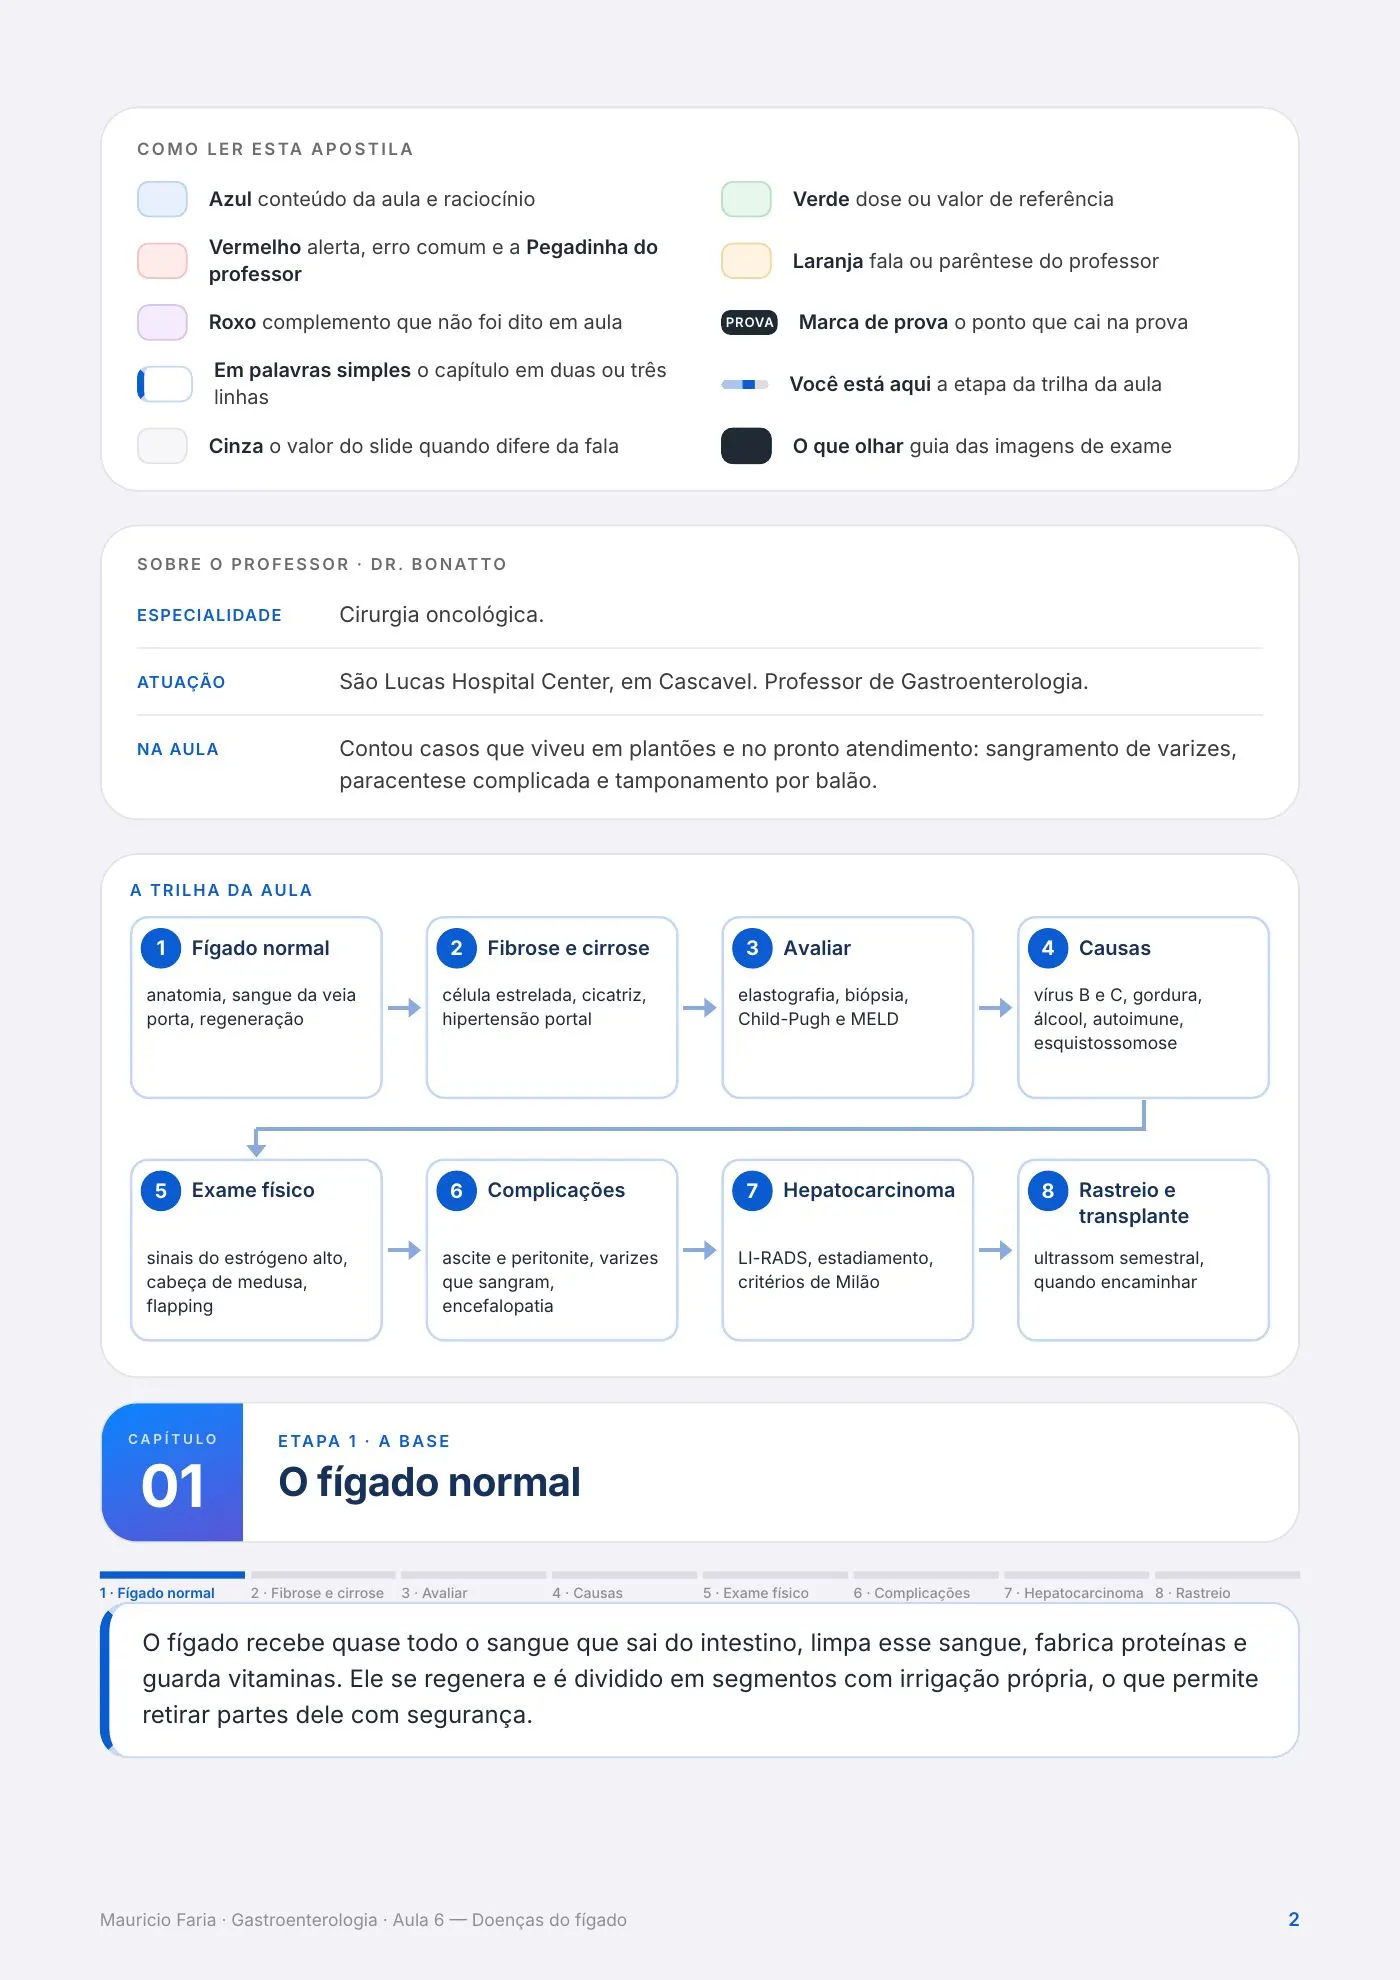 COMO LER ESTA APOSTILA
Azul conteúdo da aula e raciocínio
Verde dose ou valor de referência
Vermelho alerta, erro comum e a Pegadinha do
professor
Laranja fala ou parêntese do professor
Roxo complemento que não foi dito em aula
PROVA Marca de prova o ponto que cai na prova
Em palavras simples o capítulo em duas ou três
linhas
Você está aqui a etapa da trilha da aula
Cinza o valor do slide quando difere da fala
O que olhar guia das imagens de exame
SOBRE O PROFESSOR · DR. BONATTO
ESPECIALIDADE Cirurgia oncológica.
ATUAÇÃO São Lucas Hospital Center, em Cascavel. Professor de Gastroenterologia.
NA AULA Contou casos que viveu em plantões e no pronto atendimento: sangramento de varizes,
paracentese complicada e tamponamento por balão.
A TRILHA DA AULA
1 Fígado normal
anatomia, sangue da veia
porta, regeneração
2 Fibrose e cirrose
célula estrelada, cicatriz,
hipertensão portal
3 Avaliar
elastografia, biópsia,
Child-Pugh e MELD
4 Causas
vírus B e C, gordura,
álcool, autoimune,
esquistossomose
5 Exame físico
sinais do estrógeno alto,
cabeça de medusa,
flapping
6 Complicações
ascite e peritonite, varizes
que sangram,
encefalopatia
7 Hepatocarcinoma
LI-RADS, estadiamento,
critérios de Milão
8 Rastreio e
transplante
ultrassom semestral,
quando encaminhar
CAPÍTULO
01
ETAPA 1 · A BASE
O fígado normal
1 · Fígado normal 2 · Fibrose e cirrose 3 · Avaliar 4 · Causas 5 · Exame físico 6 · Complicações 7 · Hepatocarcinoma 8 · Rastreio
O fígado recebe quase todo o sangue que sai do intestino, limpa esse sangue, fabrica proteínas e
guarda vitaminas. Ele se regenera e é dividido em segmentos com irrigação própria, o que permite
retirar partes dele com segurança.
Mauricio Faria · Gastroenterologia · Aula 6 — Doenças do fígado 2